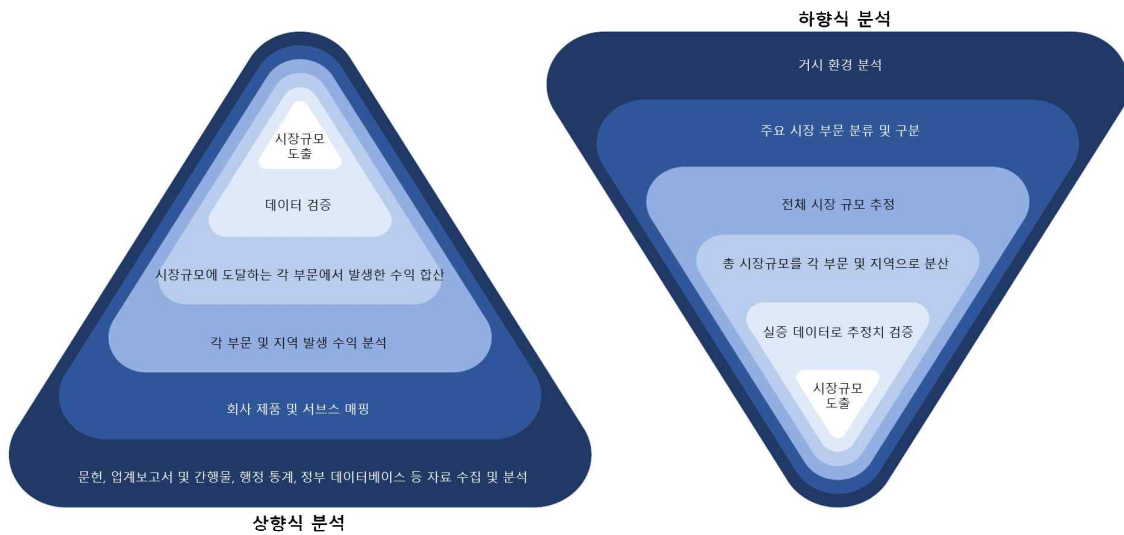 시장규모
도출
데이터 검증
시장규모에 도달하는 각 부문에서 발생한 수익 합산
각 부문 및 지역 발생 수익 분석
회사 제품 및 서브스 매핑
문헌, 업계보고서 및 간행물, 행정 통계, 정부 데이터베이스 등 자료 수집 및 분석
상향식 분석
하향식 분석
거시 환경 분석
주요 시장 부문 분류 및 구분
전체 시장 규모 추정
총 시장규모를 각 부문 및 지역으로 분산
실증 데이터로 추정치 검증
시장규모
도출